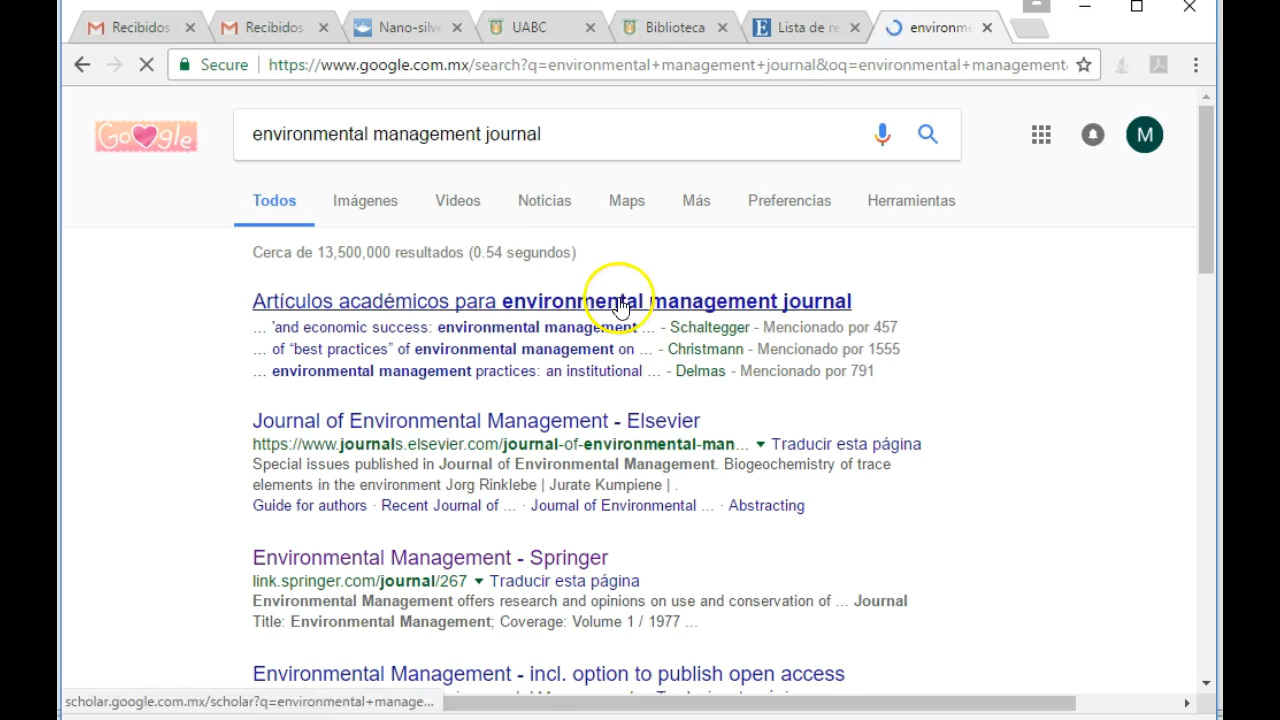 Recibidos
Recibidos
Nano-silve
UABC
Biblioteca
Lista de re
environme
Secure
https://www.google.com.mx/search?q=environmental+management+journal&oq=environmental+management
Google
environmental management journal
M
Todos
Imágenes
Videos
Noticias
Maps
Más
Preferencias
Herramientas
Cerca de 13,500,000 resultados (0.54 segundos)
Artículos académicos para environmental management journal
... 'and economic success: environmental management ... - Schaltegger - Mencionado por 457
... of “best practices” of environmental management on ... - Christmann - Mencionado por 1555
... environmental management practices: an institutional ... - Delmas - Mencionado por 791
Journal of Environmental Management - Elsevier
https://www.journals.elsevier.com/journal-of-environmental-man... Traducir esta página
Special issues published in Journal of Environmental Management. Biogeochemistry of trace
elements in the environment Jorg Rinklebe | Jurate Kumpiene | .
Guide for authors · Recent Journal of ... · Journal of Environmental ... · Abstracting
Environmental Management - Springer
link.springer.com/journal/267 Traducir esta página
Environmental Management offers research and opinions on use and conservation of ... Journal
Title: Environmental Management; Coverage: Volume 1 / 1977 ...
Environmental Management - incl. option to publish open access
scholar.google.com.mx/scholar?q=environmental+manage...